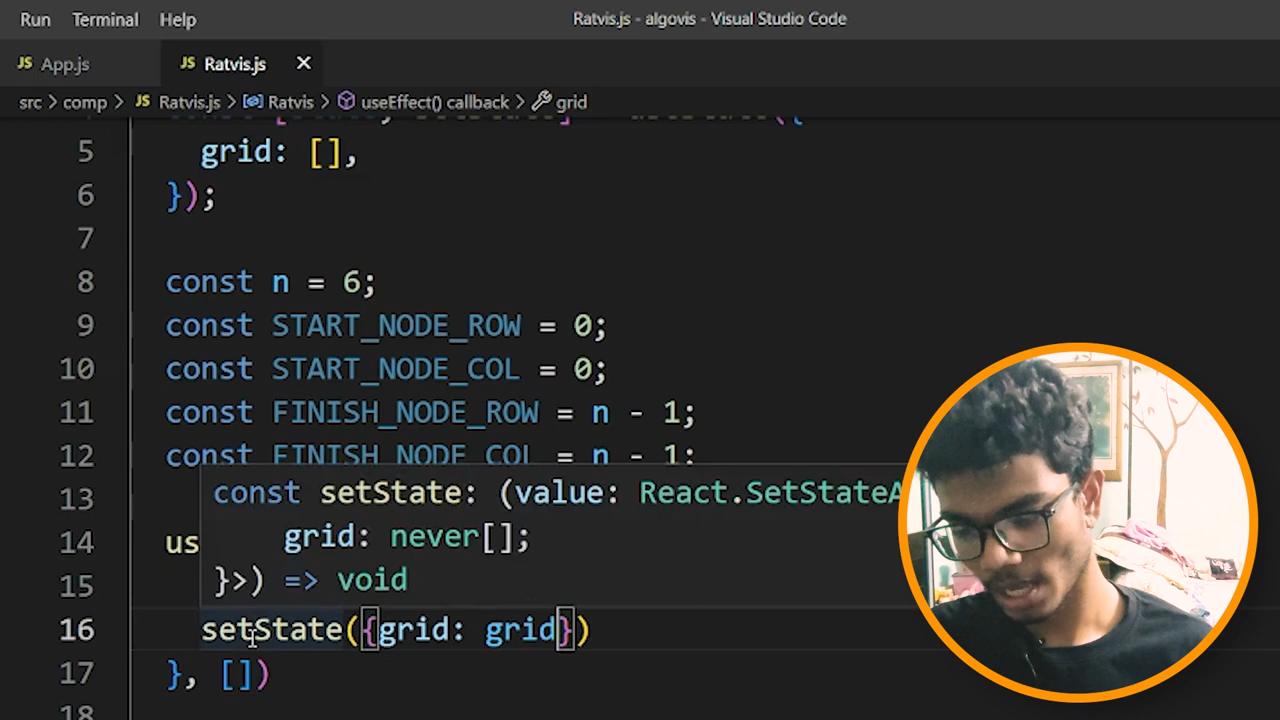 Run Terminal Help Ratvis.js - algovis - Visual Studio Code
JS App.js JS Ratvis.js
src > comp > JS Ratvis.js > Ratvis > useEffect() callback > grid
5 grid: [],
6 });
7
8 const n = 6;
9 const START_NODE_ROW = 0;
10 const START_NODE_COL = 0;
11 const FINISH_NODE_ROW = n - 1;
12 const FINISH_NODE_COL = n - 1;
13 const setState: (value: React.SetStateA
grid: never[];
14 us
}>) => void
15
16 setState({grid: grid})
17 }, [])
18